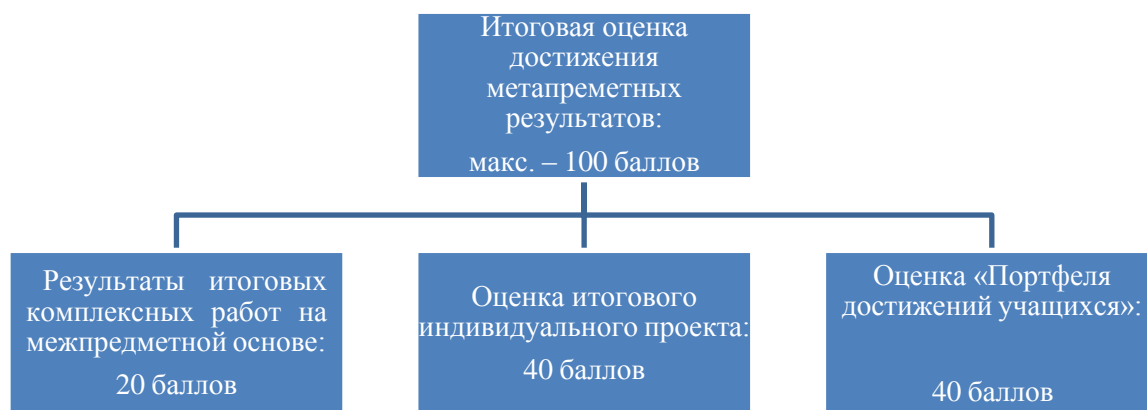 Итоговая оценка
достижения
метапреметных
результатов:
макс. – 100 баллов
Результаты итоговых
комплексных работ на
межпредметной основе:
20 баллов
Оценка итогового
индивидуального проекта:
40 баллов
Оценка «Портфеля
достижений учащихся»:
40 баллов